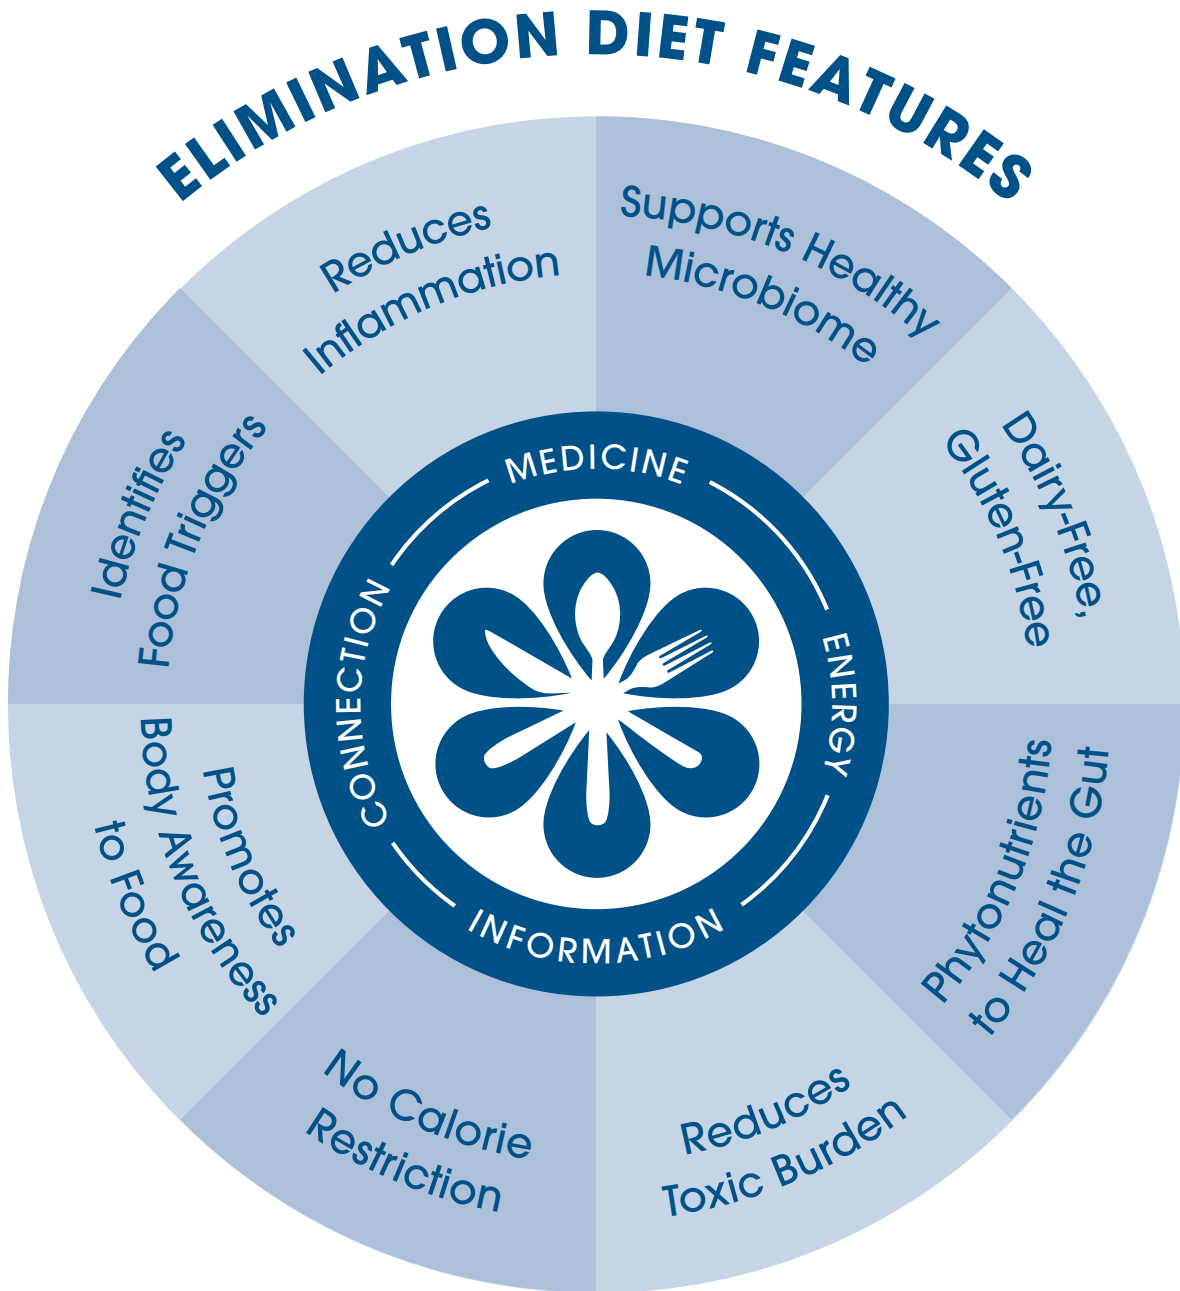 ELIMINATION DIET FEATURES
Supports Healthy
Microbiome
Dairy-Free,
Gluten-Free
Phytonutrients
to Heal the Gut
Reduces
Toxic Burden
No Calorie
Restriction
Promotes
Body Awareness
to Food
Identifies
Food Triggers
Reduces
Inflammation
MEDICINE
ENERGY
INFORMATION
CONNECTION